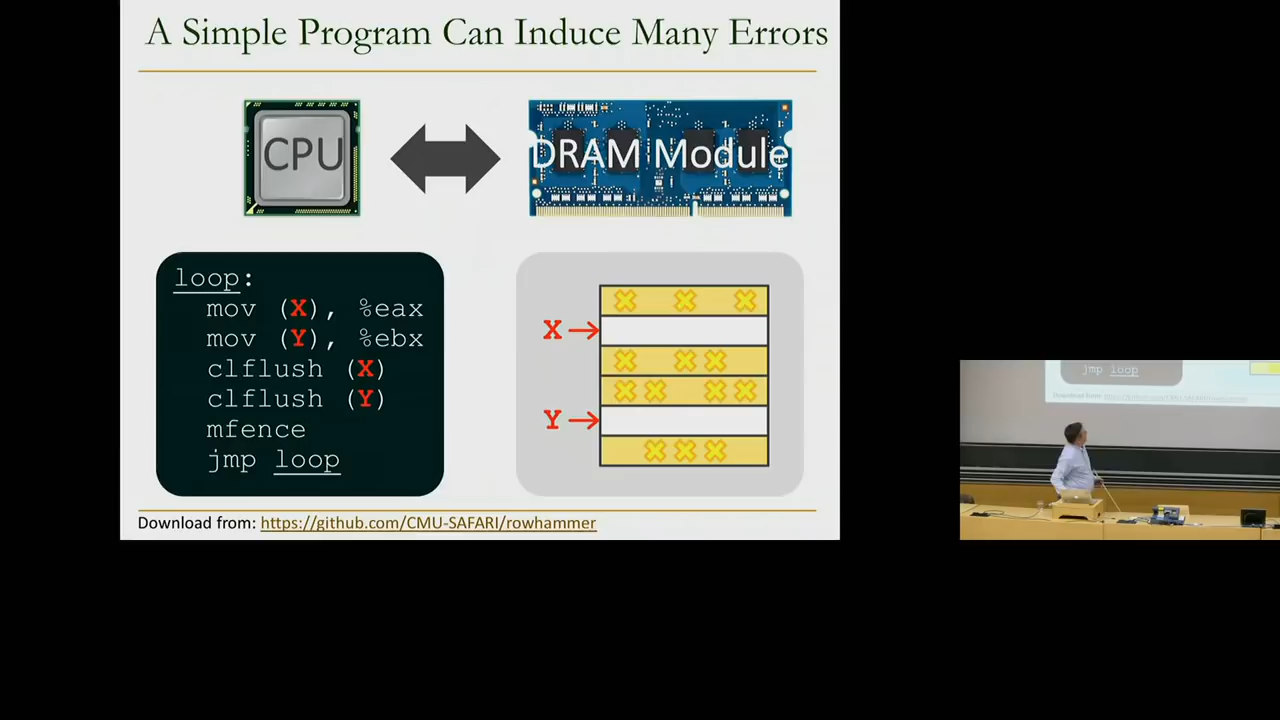 A Simple Program Can Induce Many Errors
CPU
DRAM Module
loop:
mov (X), %eax
mov (Y), %ebx
clflush (X)
clflush (Y)
mfence
jmp loop
X
Y
Download from: https://github.com/CMU-SAFARI/rowhammer
jmp loop